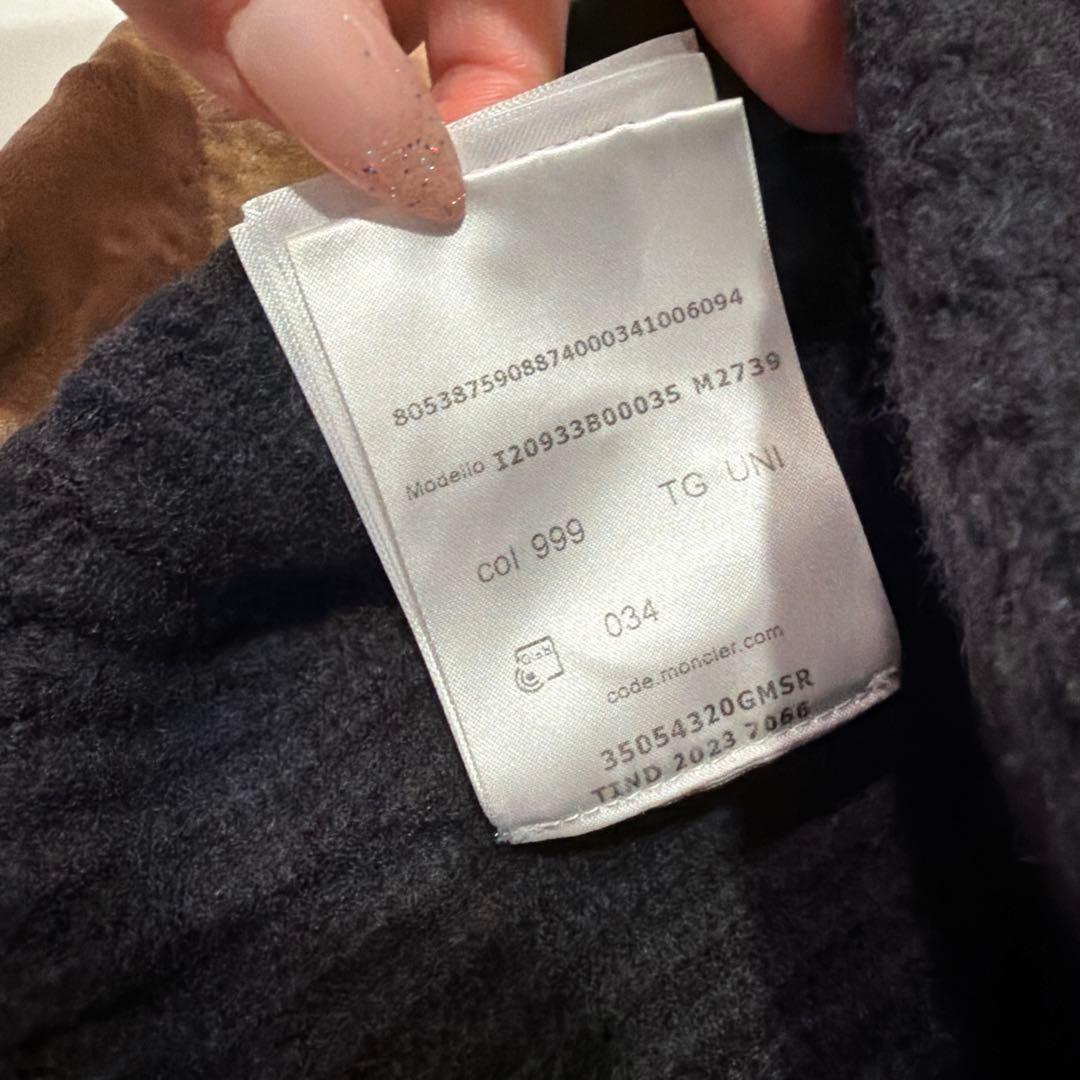 8053875908874000341006094
Modello I20933B00035 M2739
col 999 TG UNI
034
code.moncler.com
35054320GMSR
TIND 2023 7066